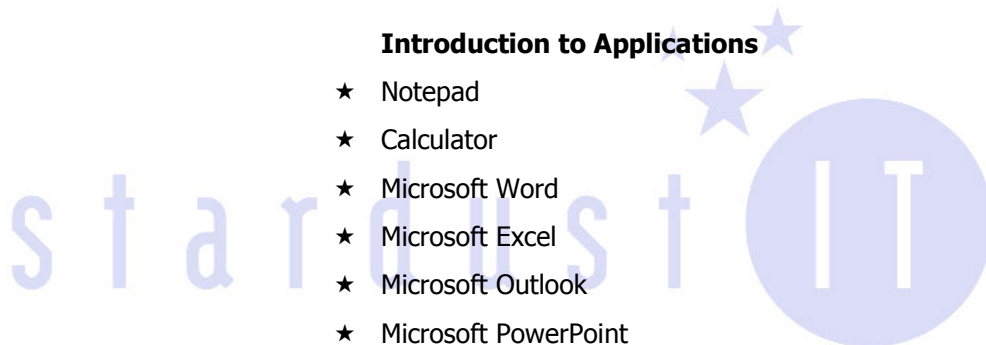 Introduction to Applications
★ Notepad
★ Calculator
★ Microsoft Word
★ Microsoft Excel
★ Microsoft Outlook
★ Microsoft PowerPoint
stardust IT